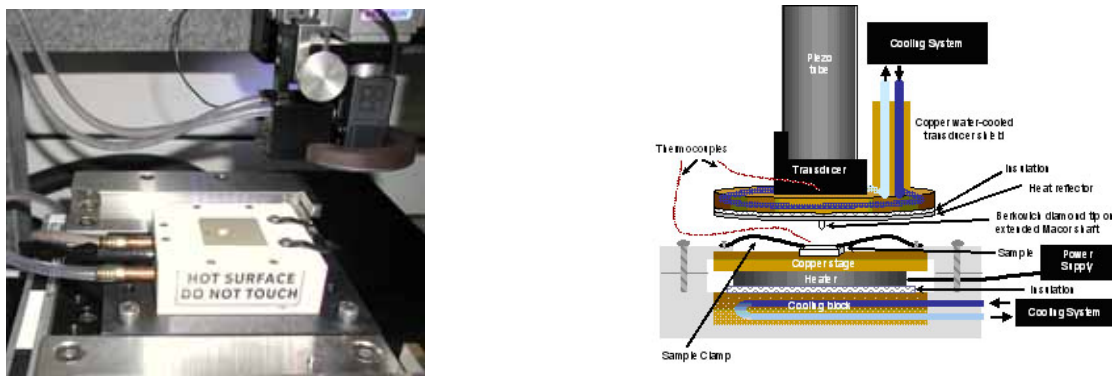 HOT SURFACE
DO NOT TOUCH
Piezo
tube
Cooling System
Copper water-cooled
transducer shield
Thermocouples
Transducer
Insulation
Heat reflector
Berkovich diamond tip on
extended Macor shaft
Sample
Copper stage
Power
Supply
Heater
Insulation
Cooling block
Cooling System
Sample Clamp